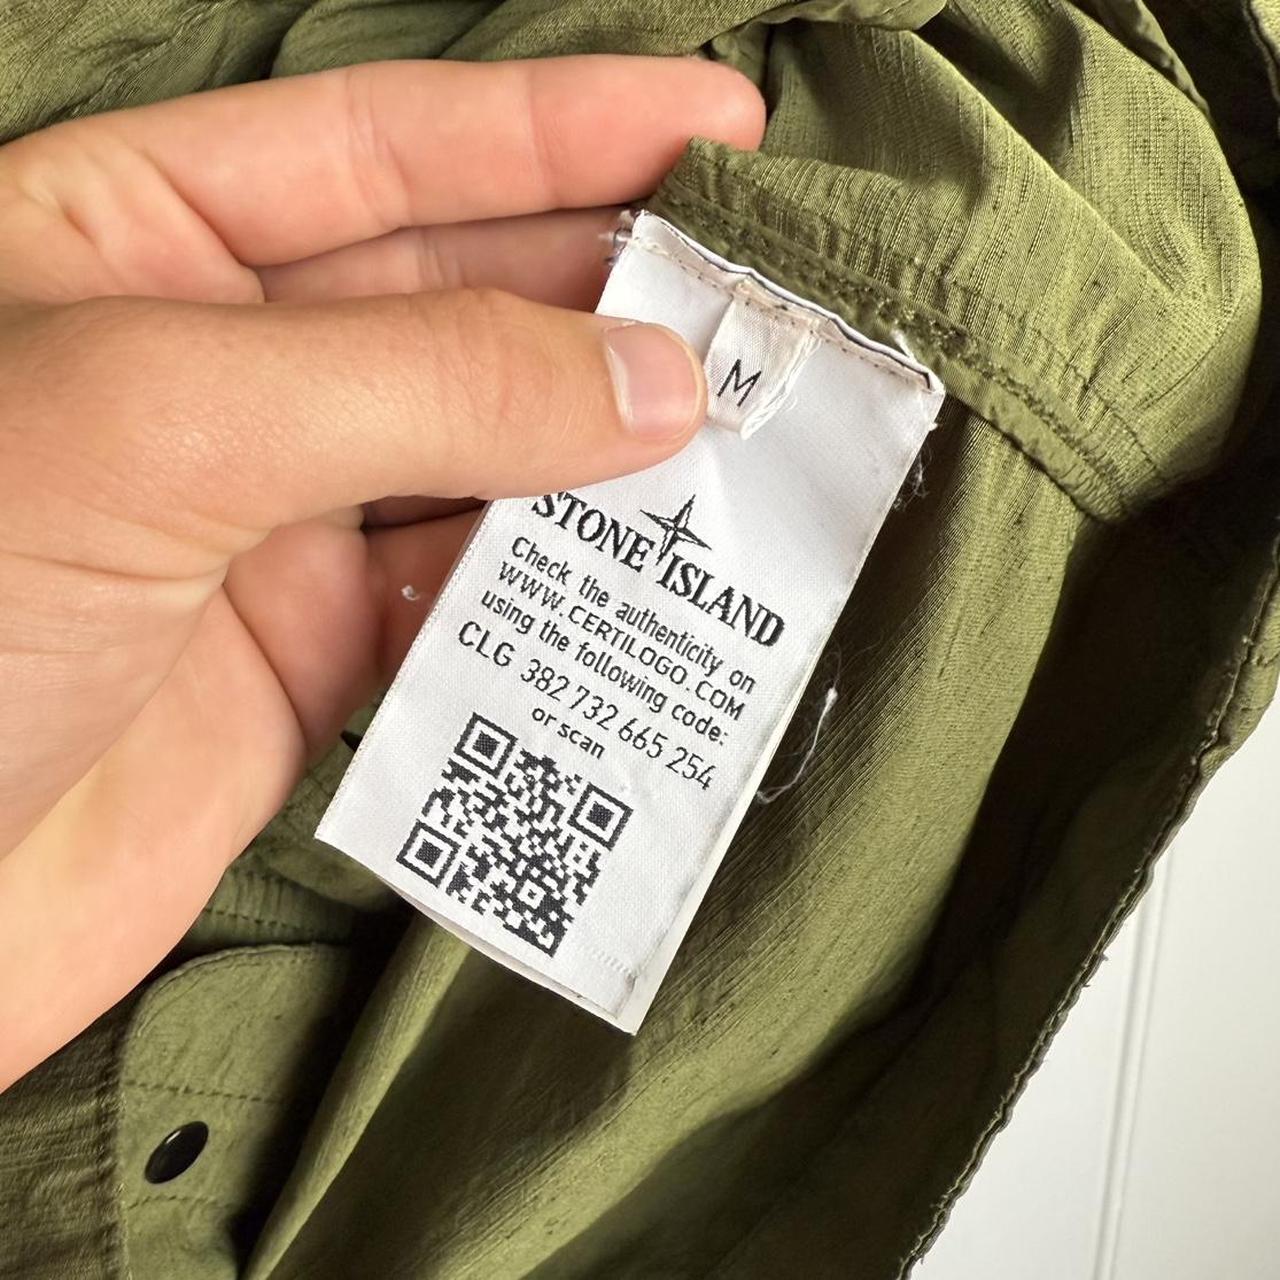 M
STONE ISLAND
Check the authenticity on
WWW.CERTILOGO.COM
using the following code:
CLG 382 732 665 254
or scan